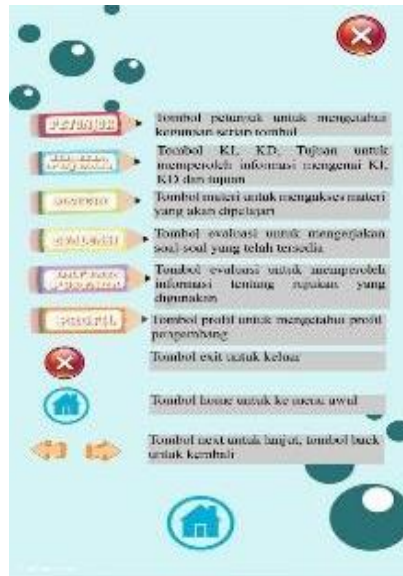 PETUNJUK
Tombol petunjuk untuk mengetahui
kegunaan setiap tombol
Tombol KI, KD, Tujuan untuk
memperoleh informasi mengenai KI,
KD dan tujuan
MATERI
Tombol materi untuk mengakses materi
yang akan dipelajari
EVALUASI
Tombol evaluasi untuk mengerjakan
soal-soal yang telah tersedia
Tombol evaluasi untuk memperoleh
informasi tentang rujukan yang
digunakan
PROFIL
Tombol profil untuk mengetahui profil
pengembang
Tombol exit untuk keluar
Tombol home untuk ke menu awal
Tombol next untuk lanjut, tombol back
untuk kembali